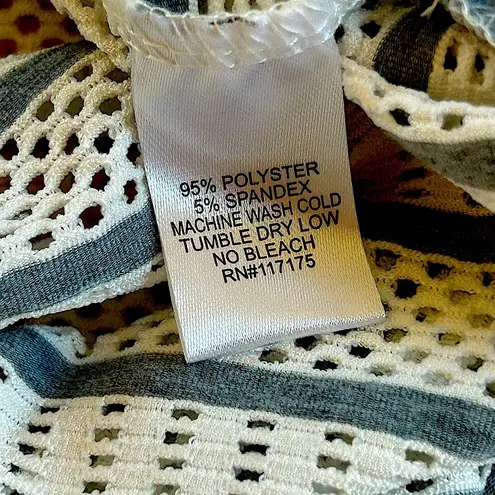 95% POLYSTER
5% SPANDEX
MACHINE WASH COLD
TUMBLE DRY LOW
NO BLEACH
RN#117175